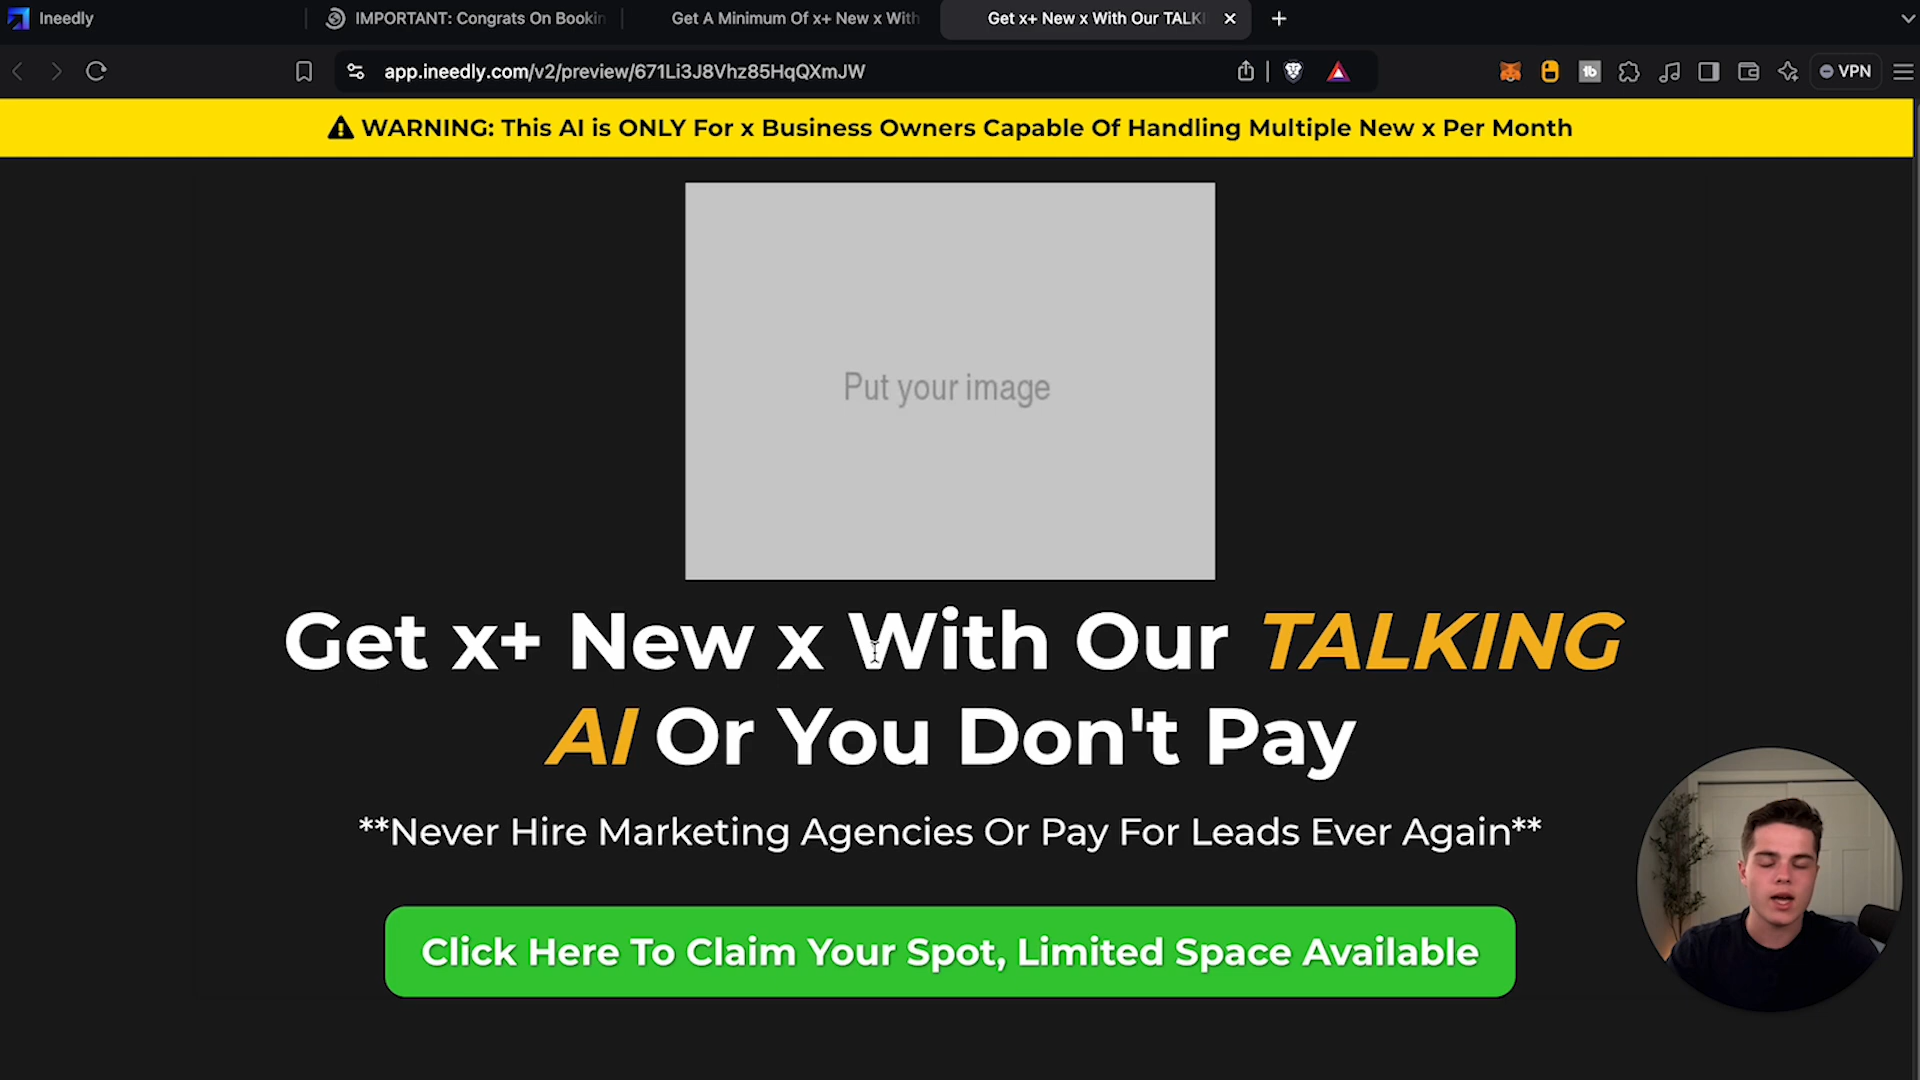 Ineedly
IMPORTANT: Congrats On Bookin
Get A Minimum Of x+ New x With
Get x+ New x With Our TALKI
app.ineedly.com/v2/preview/671Li3J8Vhz85HqQXmJW
tb
VPN
WARNING: This AI is ONLY For x Business Owners Capable Of Handling Multiple New x Per Month
Put your image
Get x+ New x With Our TALKING
AI Or You Don't Pay
**Never Hire Marketing Agencies Or Pay For Leads Ever Again**
Click Here To Claim Your Spot, Limited Space Available